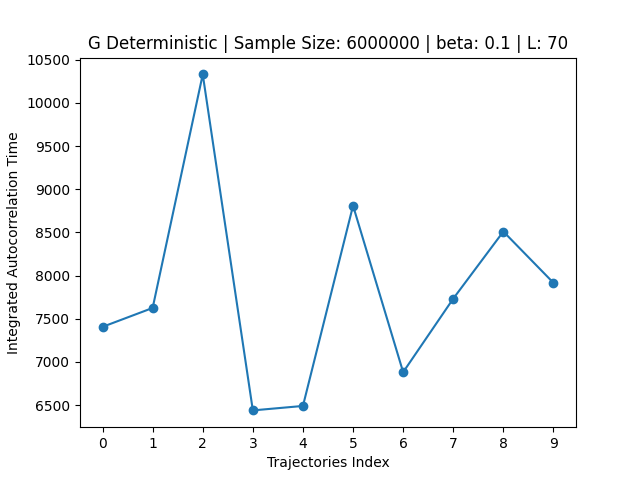 G Deterministic | Sample Size: 6000000 | beta: 0.1 | L: 70
Integrated Autocorrelation Time
10500
10000
9500
9000
8500
8000
7500
7000
6500
0 1 2 3 4 5 6 7 8 9
Trajectories Index